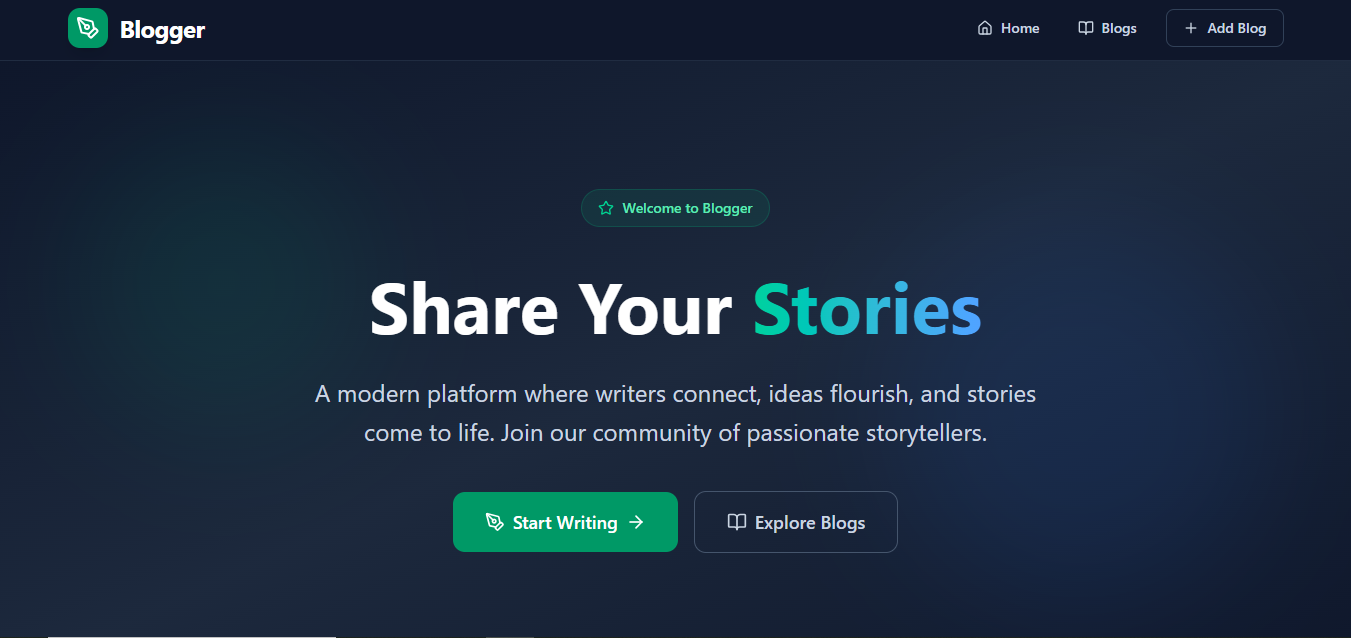 Blogger
Home
Blogs
Add Blog
Welcome to Blogger
Share Your Stories
A modern platform where writers connect, ideas flourish, and stories
come to life. Join our community of passionate storytellers.
Start Writing
Explore Blogs